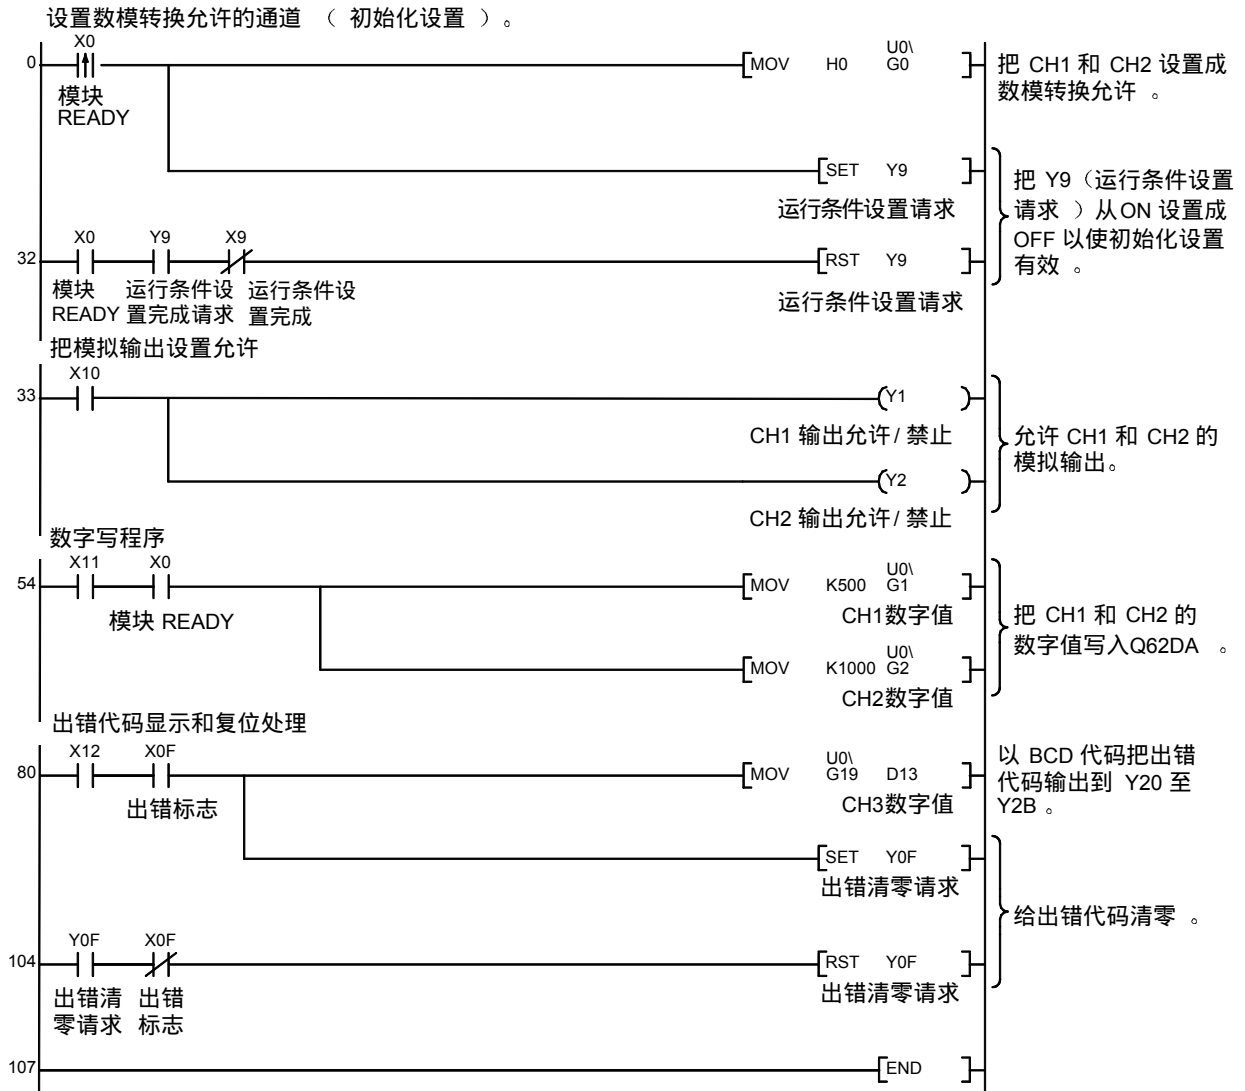 设置数模转换允许的通道 （ 初始化设置 ）。
X0
0
模块
READY
MOV H0 U0\
G0
把 CH1 和 CH2 设置成
数模转换允许 。
SET Y9
运行条件设置请求
把 Y9（运行条件设置
请求 ）从ON 设置成
OFF 以使初始化设置
有效 。
X0 Y9 X9
32
RST Y9
模块 运行条件设 运行条件设
READY 置完成请求 置完成
运行条件设置请求
把模拟输出设置允许
X10
33
Y1
CH1 输出允许/ 禁止
允许 CH1 和 CH2 的
模拟输出。
Y2
CH2 输出允许/ 禁止
数字写程序
X11 X0
54
模块 READY
MOV K500 U0\
G1
CH1数字值
把 CH1 和 CH2 的
数字值写入Q62DA 。
MOV K1000 U0\
G2
CH2数字值
出错代码显示和复位处理
X12 X0F
80
出错标志
MOV U0\
G19 D13
CH3数字值
以 BCD 代码把出错
代码输出到 Y20 至
Y2B 。
SET Y0F
出错清零请求
给出错代码清零 。
Y0F X0F
104
RST Y0F
出错清零请求
出错清 出错
零请求 标志
107
END